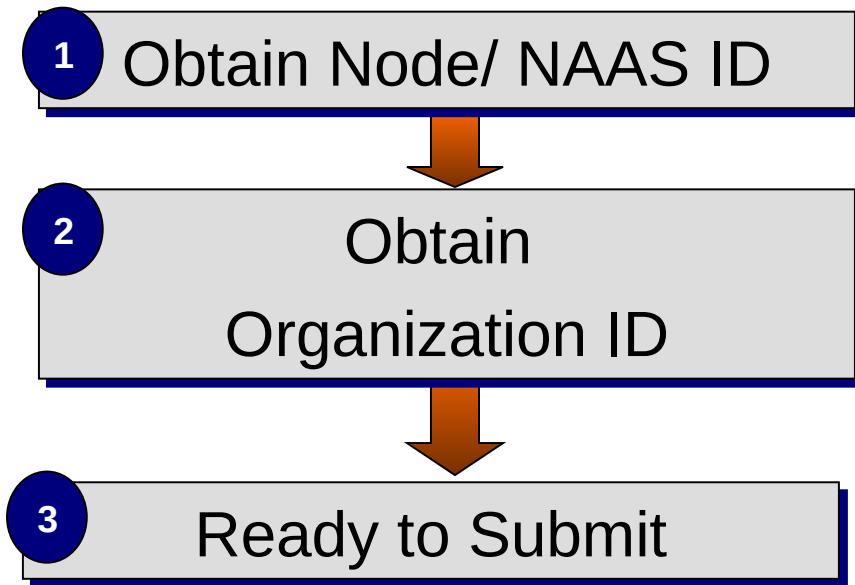 1
Obtain Node/ NAAS ID
2
Obtain
Organization ID
3
Ready to Submit